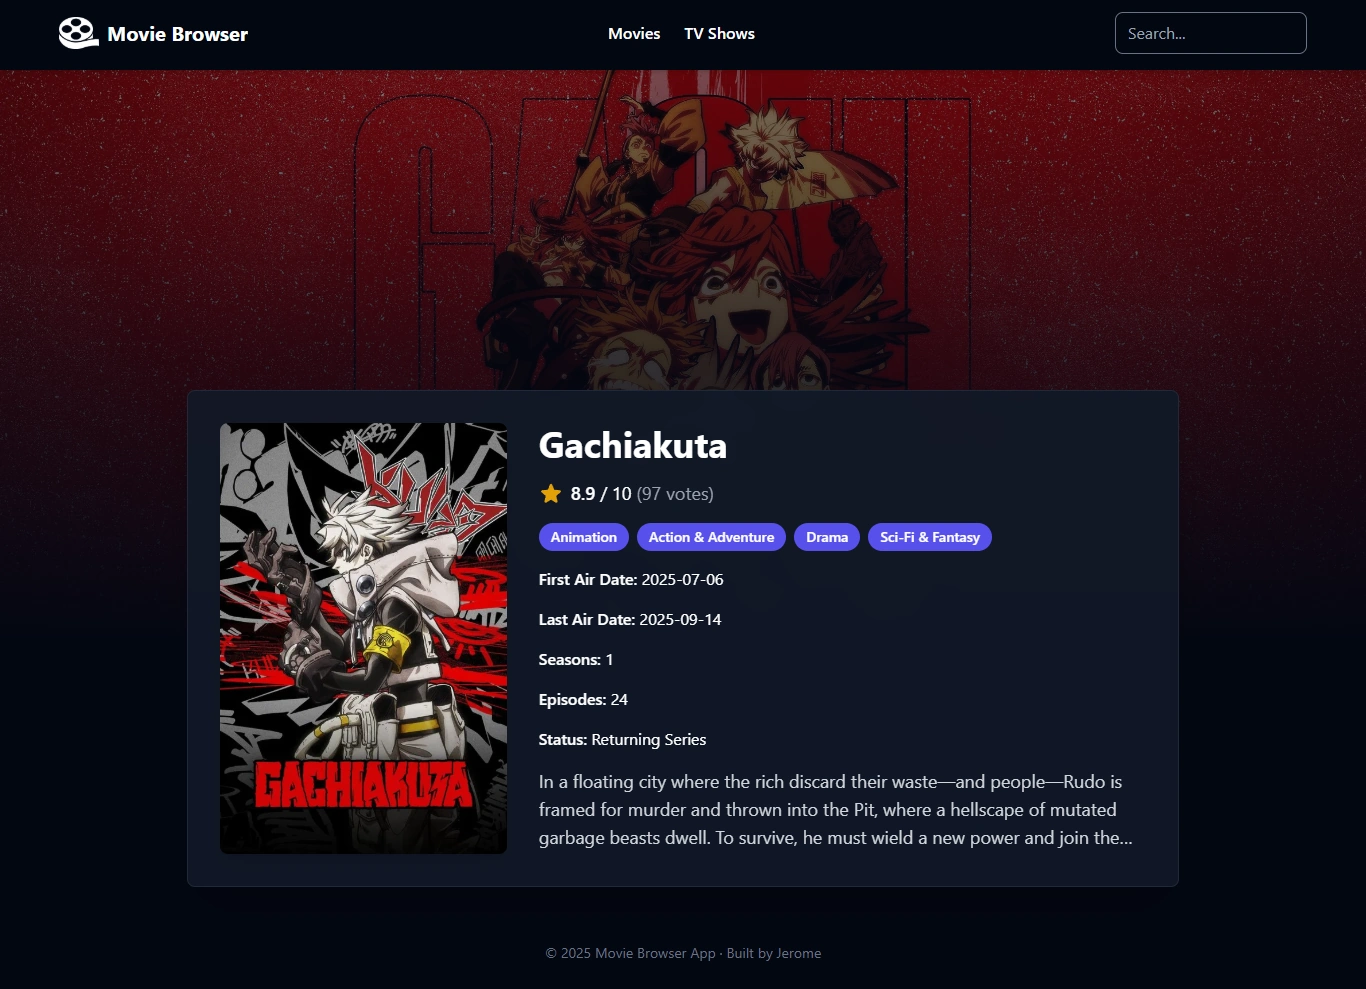 Movie Browser
Movies
TV Shows
Search...
GACHI
Gachiakuta
8.9 / 10 (97 votes)
Animation
Action & Adventure
Drama
Sci-Fi & Fantasy
First Air Date: 2025-07-06
Last Air Date: 2025-09-14
Seasons: 1
Episodes: 24
Status: Returning Series
In a floating city where the rich discard their waste—and people—Rudo is
framed for murder and thrown into the Pit, where a hellscape of mutated
garbage beasts dwell. To survive, he must wield a new power and join the...
GACHIAKUTA
© 2025 Movie Browser App · Built by Jerome